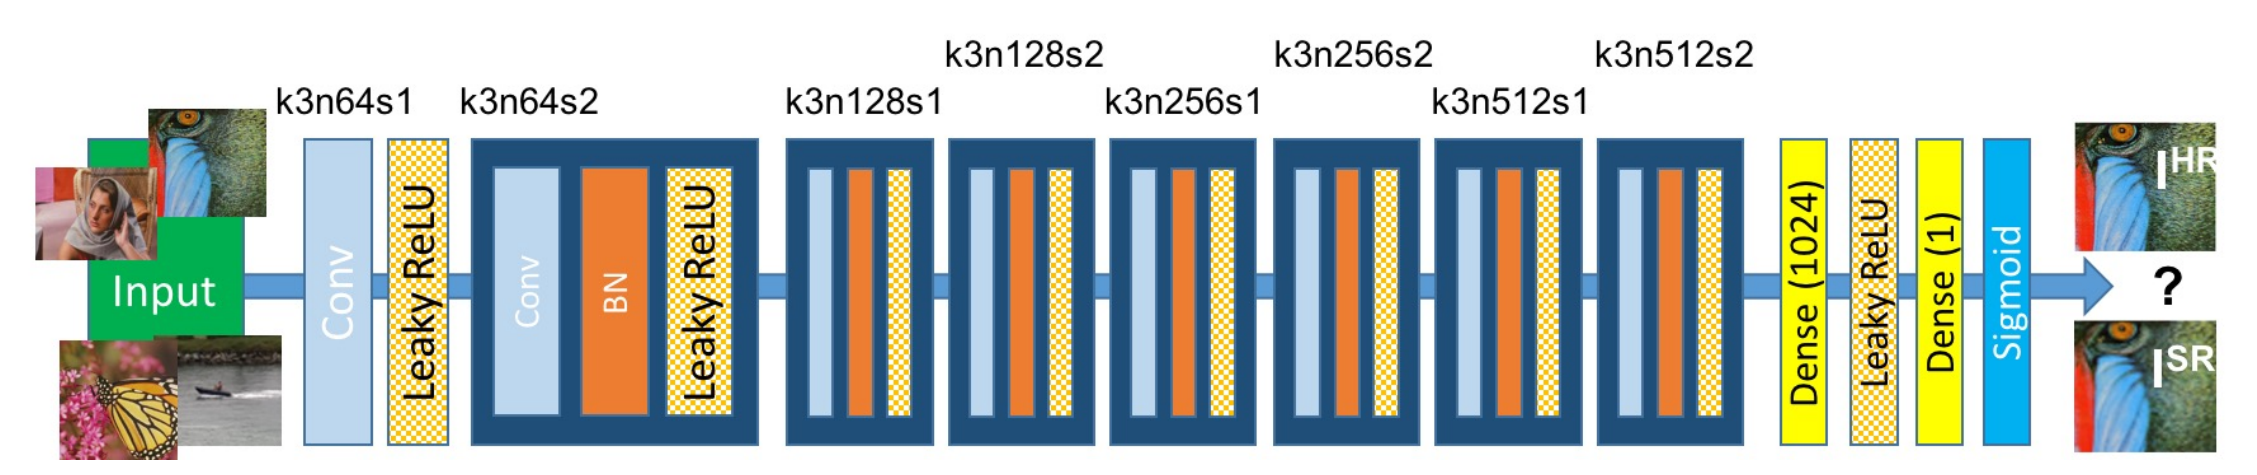 k3n128s2
k3n256s2
k3n512s2
k3n64s1
k3n64s2
k3n128s1
k3n256s1
k3n512s1
Input
Conv
Leaky ReLU
Conv
BN
Leaky ReLU
Dense (1024)
Leaky ReLU
Dense (1)
Sigmoid
I^HR
?
I^SR